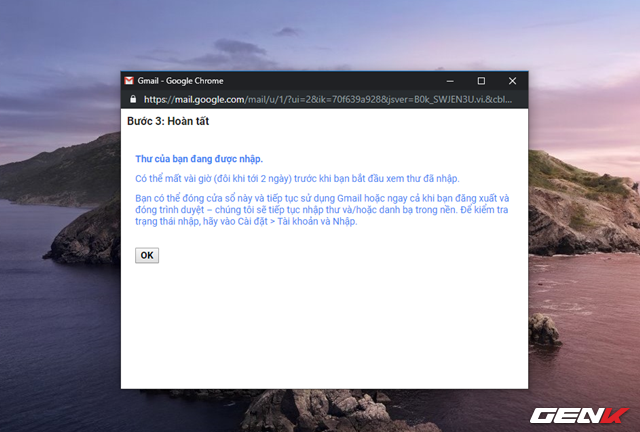 Gmail - Google Chrome
https://mail.google.com/mail/u/1/?ui=2&ik=70f639a928&jsver=B0k_SWJEN3U.vi.&cbl...
Bước 3: Hoàn tất
Thư của bạn đang được nhập.
Có thể mất vài giờ (đôi khi tới 2 ngày) trước khi bạn bắt đầu xem thư đã nhập.
Bạn có thể đóng cửa sổ này và tiếp tục sử dụng Gmail hoặc ngay cả khi bạn đăng xuất và
đóng trình duyệt – chúng tôi sẽ tiếp tục nhập thư và/hoặc danh bạ trong nền. Để kiểm tra
trạng thái nhập, hãy vào Cài đặt > Tài khoản và Nhập.
OK
GENK